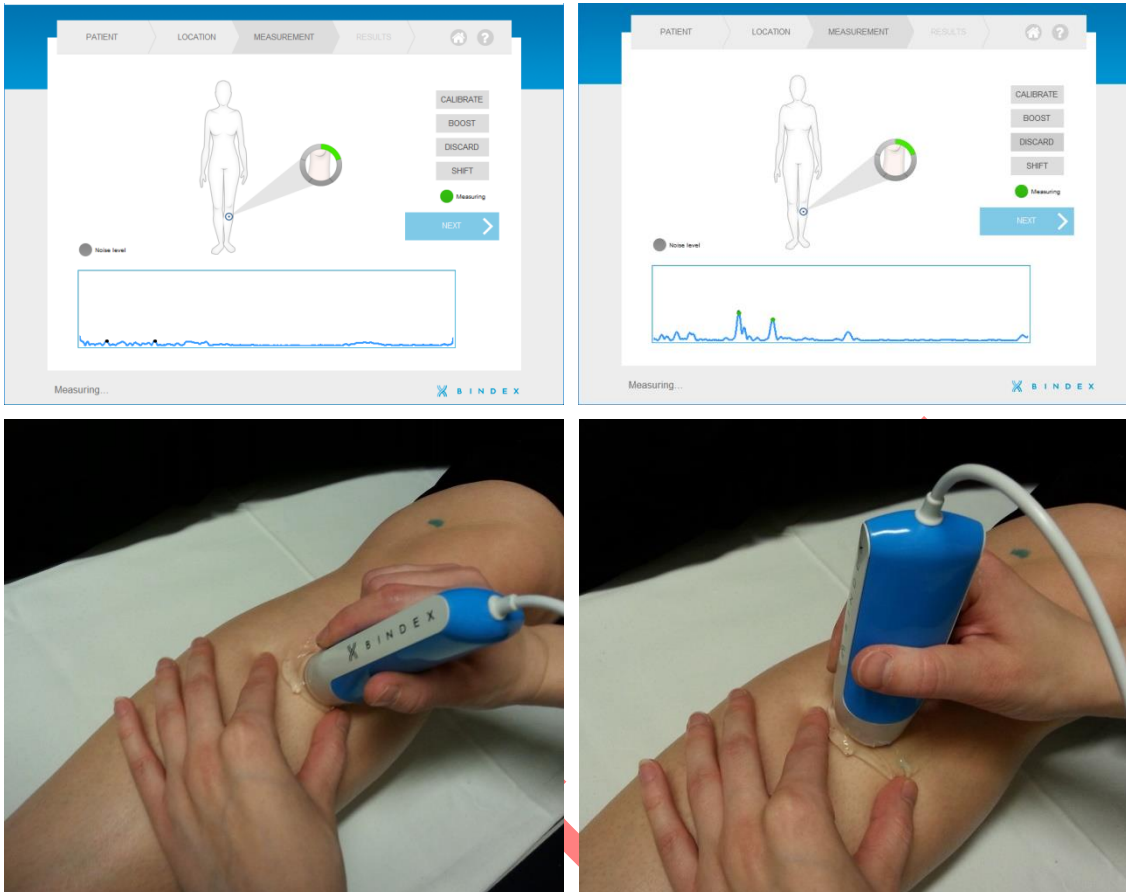 PATIENT LOCATION MEASUREMENT RESULTS ?
CALIBRATE
BOOST
DISCARD
SHIFT
Measuring
NEXT
Noise level
Measuring...
BINDEX
PATIENT LOCATION MEASUREMENT RESULTS ?
CALIBRATE
BOOST
DISCARD
SHIFT
Measuring
NEXT
Noise level
Measuring...
BINDEX
BINDEX